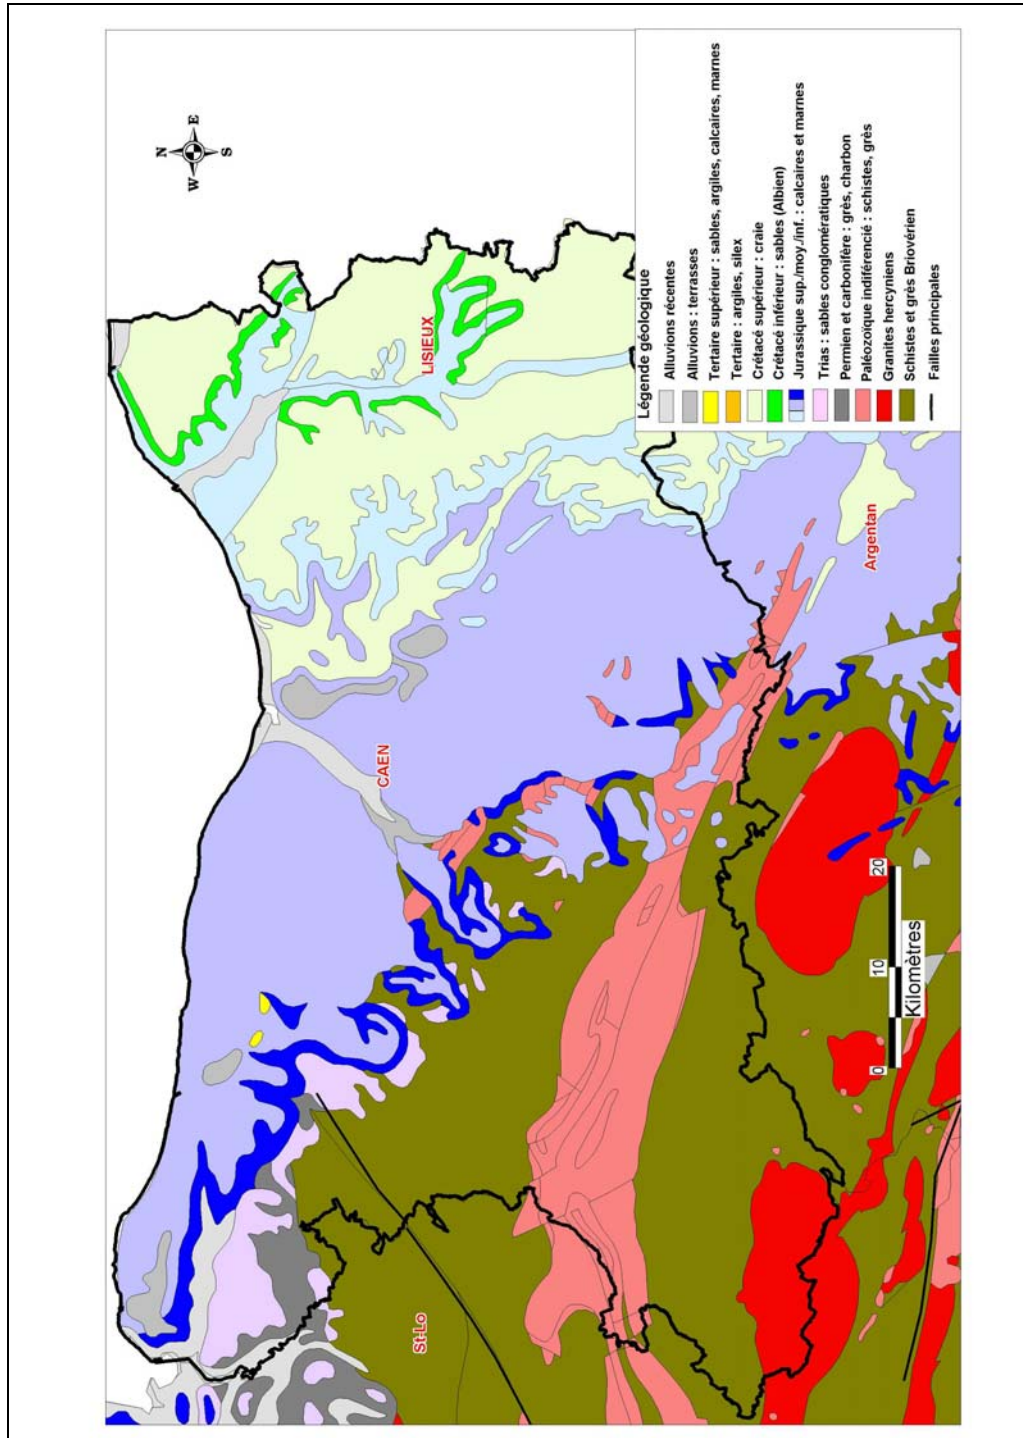 N
W E
S
LISIEUX
CAEN
Argentan
St-Lo
0 10 20
Kilomètres
Légende géologique
Alluvions récentes
Alluvions : terrasses
Tertaire supérieur : sables, argiles, calcaires, marnes
Tertaire : argiles, silex
Crétacé supérieur : craie
Crétacé inférieur : sables (Albien)
Jurassique sup./moy./inf. : calcaires et marnes
Trias : sables conglomératiques
Permien et carbonifère : grès, charbon
Paléozoïque indiférencié : schistes, grès
Granites hercyniens
Schistes et grès Briovérien
Failles principales